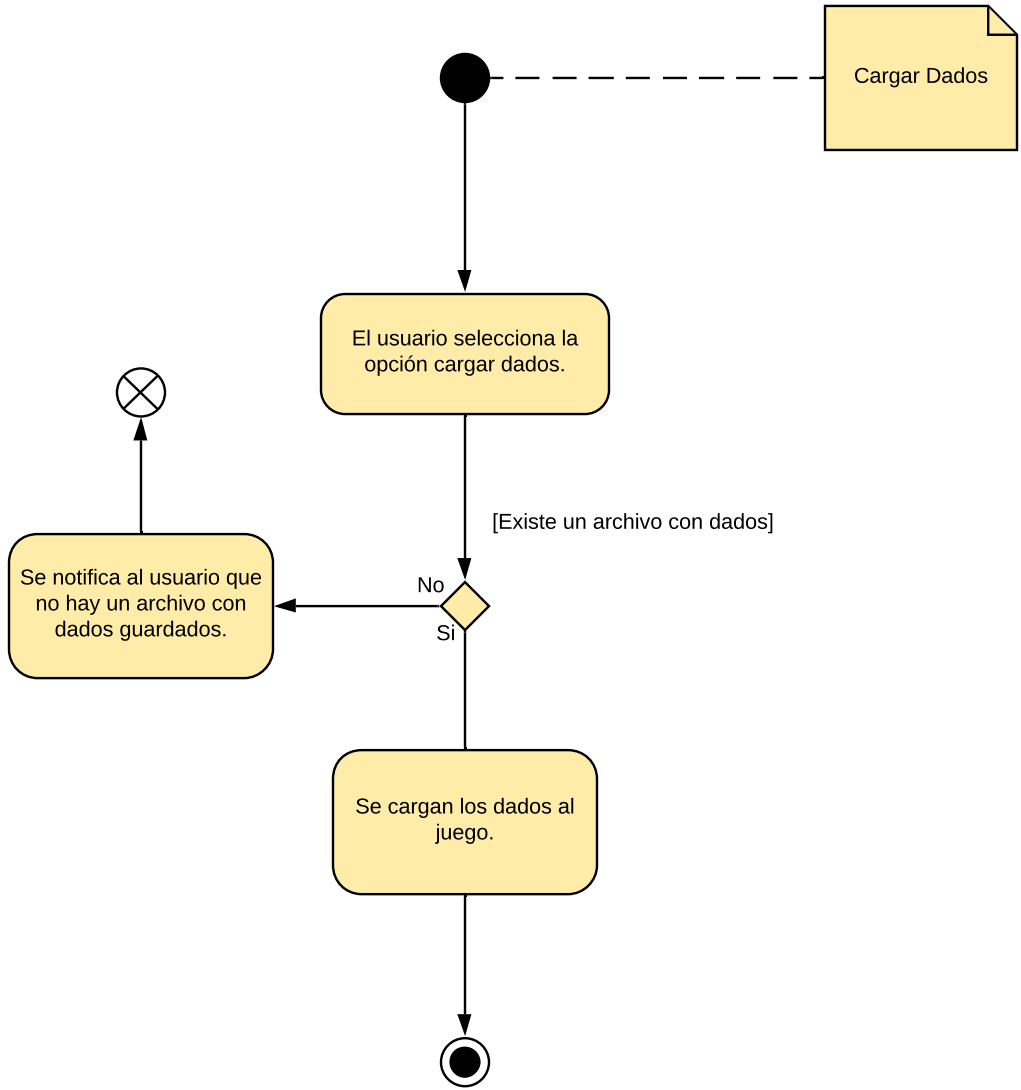 Cargar Dados
El usuario selecciona la
opción cargar dados.
[Existe un archivo con dados]
No
Si
Se notifica al usuario que
no hay un archivo con
dados guardados.
Se cargan los dados al
juego.